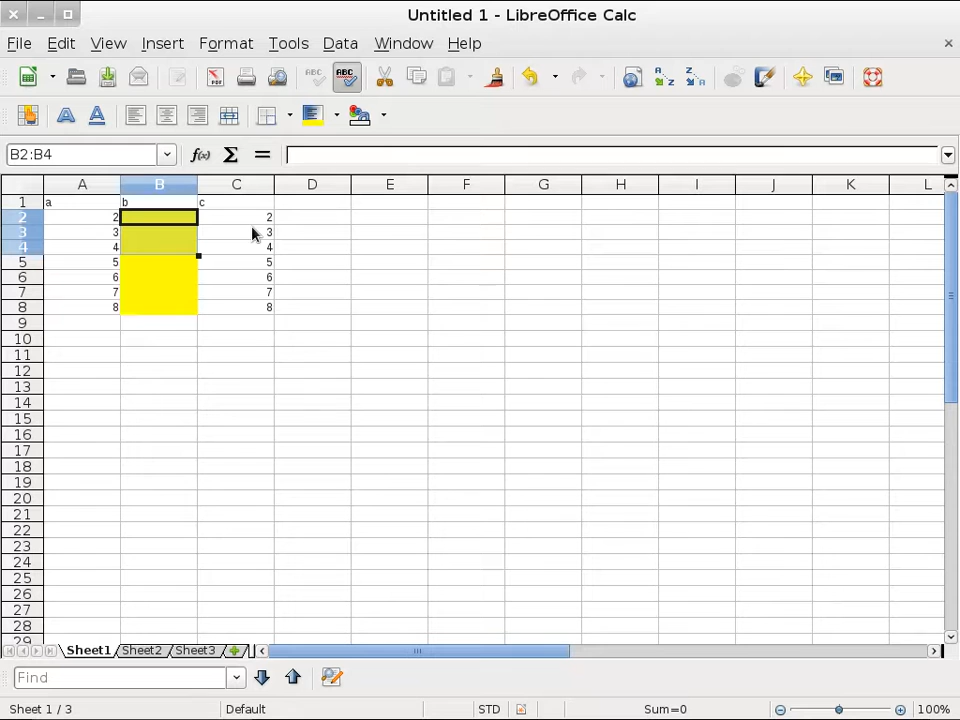 Untitled 1 - LibreOffice Calc
File Edit View Insert Format Tools Data Window Help
B2:B4
A B C D E F G H I J K L
1 a b c
2 2 2
3 3 3
4 4 4
5 5 5
6 6 6
7 7 7
8 8 8
9
10
11
12
13
14
15
16
17
18
19
20
21
22
23
24
25
26
27
28
29
Sheet1 Sheet2 Sheet3
Find
Sheet 1 / 3 Default STD Sum=0 100%